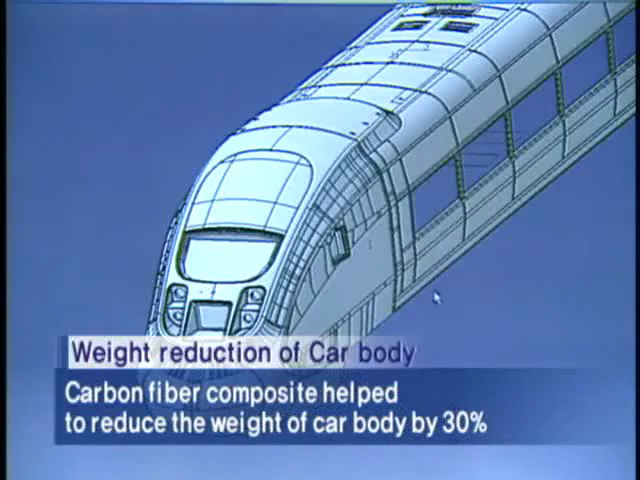 Weight reduction of Car body
Carbon fiber composite helped
to reduce the weight of car body by 30%